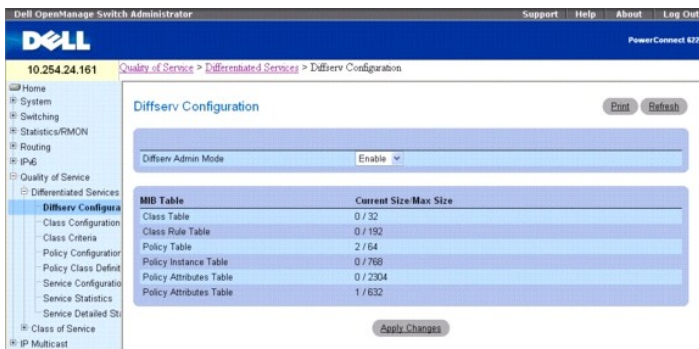 Dell OpenManage Switch Administrator Support Help About Log Out
DELL
PowerConnect 622
10.254.24.161
Quality of Service > Differentiated Services > Diffserv Configuration
Home
System
Switching
Statistics/RMON
Routing
IPv6
Quality of Service
Differentiated Services
Diffserv Configura
Class Configuration
Class Criteria
Policy Configuration
Policy Class Definit
Service Configuratio
Service Statistics
Service Detailed Sta
Class of Service
IP Multicast
Diffserv Configuration
Print Refresh
Diffserv Admin Mode Enable
MIB Table Current Size/Max Size
Class Table 0 / 32
Class Rule Table 0 / 192
Policy Table 2 / 64
Policy Instance Table 0 / 768
Policy Attributes Table 0 / 2304
Policy Attributes Table 1 / 632
Apply Changes